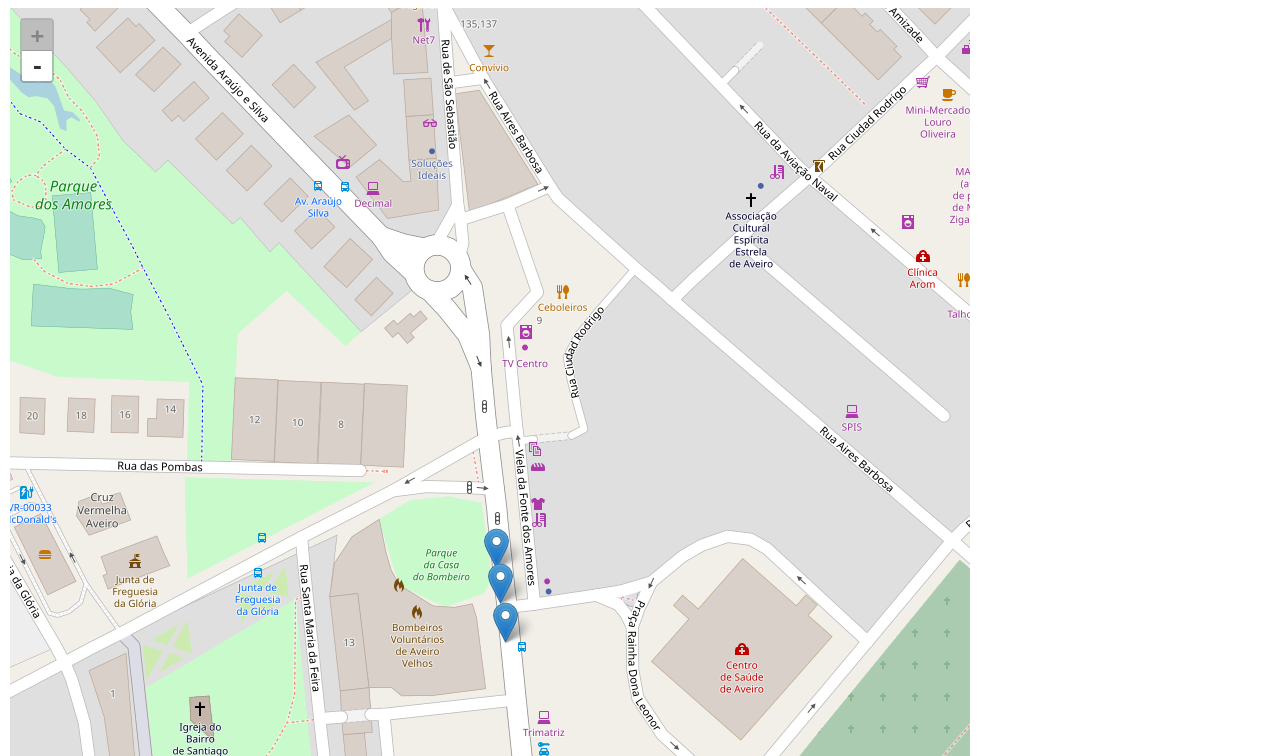 +
-
Avenida Araújo e Silva
Net7
Rua de São Sebastião
135,137
Convívio
Rua Aires Barbosa
Amizade
Mini-Mercado
Louro
Oliveira
Rua Ciudad Rodrigo
Rua da Aviação Naval
Soluções
Ideais
Parque
dos Amores
Av. Araújo
Silva
Decimal
Associação
Cultural
Espírita
Estrela
de Aveiro
Clínica
Arom
Talho
Ceboleiros
9
Rua Ciudad Rodrigo
TV Centro
20
18
16
14
12
10
8
SPIS
Rua Aires Barbosa
Rua das Pombas
Viela da Fonte dos Amores
VR-00033
McDonald's
Cruz
Vermelha
Aveiro
Junta de
Freguesia
da Glória
Junta de
Freguesia
da Glória
ia da Glória
Rua Santa Maria da Feira
Parque
da Casa
do Bombeiro
Bombeiros
Voluntários
de Aveiro
Velhos
13
Praça Rainha Dona Leonor
Centro
de Saúde
de Aveiro
1
Igreja do
Bairro
de Santiago
Trimatriz